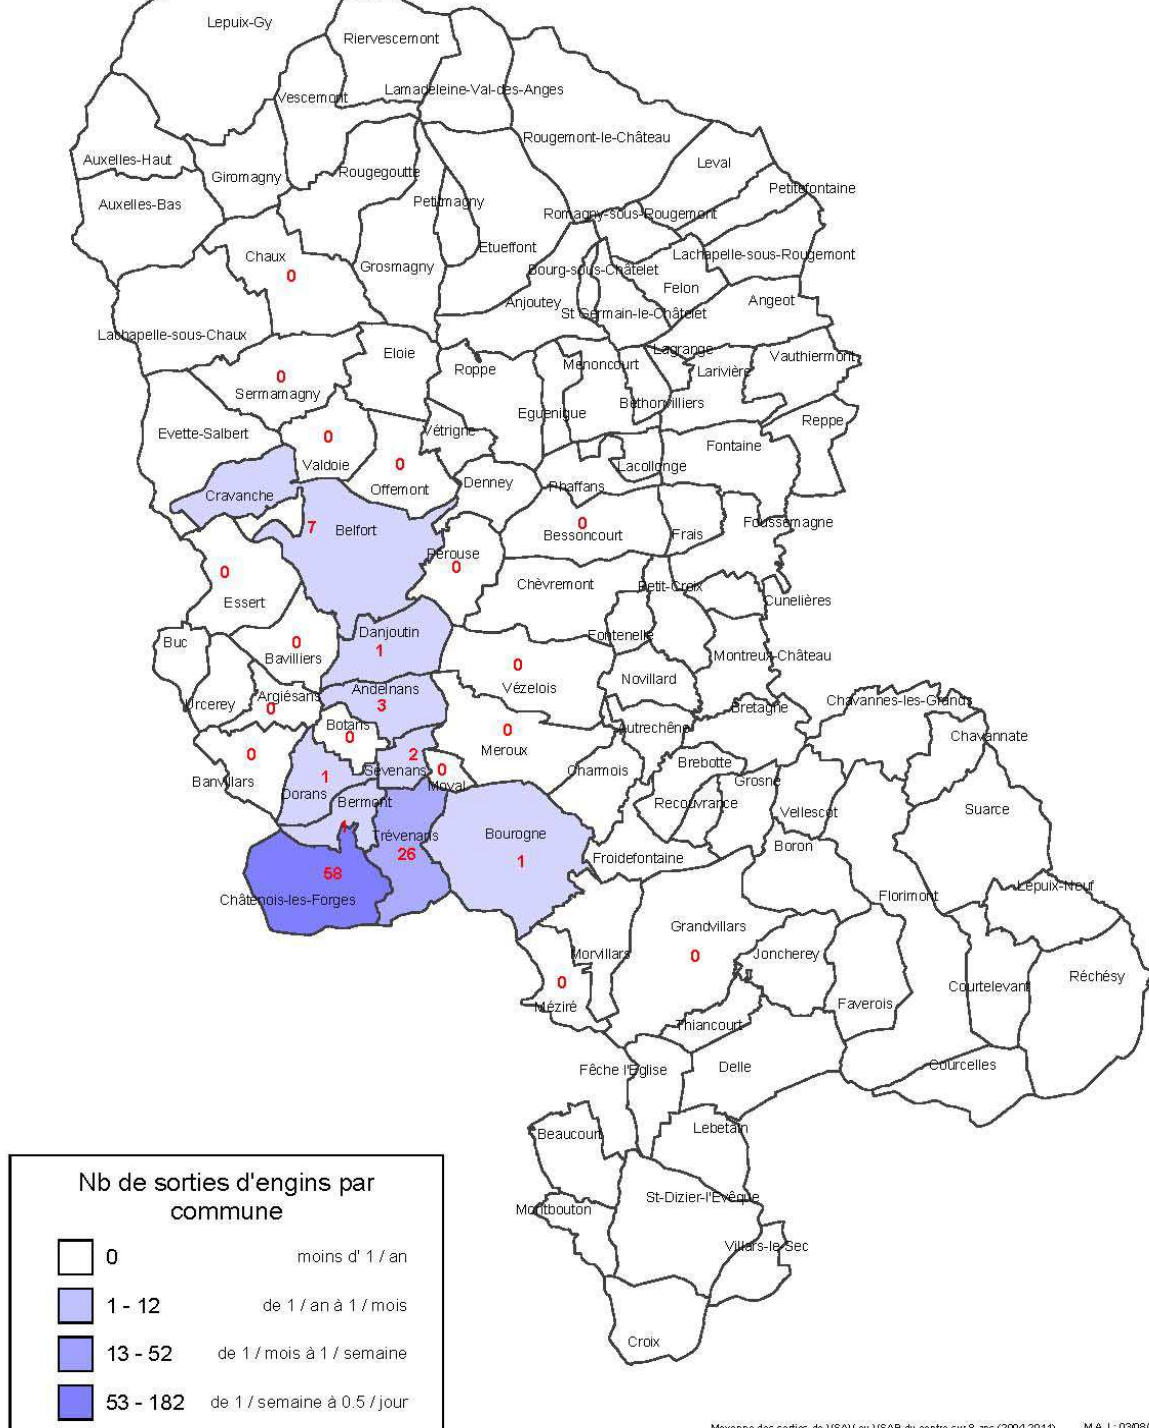 Lepuix-Gy
Riervescemont
Lamadeleine-Val-des-Anges
Vescemont
Rougemont-le-Château
Auxelles-Haut
Giromagny
Rougegoutte
Leval
Petitefontaine
Auxelles-Bas
Petitmagny
Romagny-sous-Rougemont
Etueffont
Chaux
0
Grosmagny
Bourg-sous-Châtelet
Lachapelle-sous-Rougemont
Felon
Anjoutey
Angeot
St Germain-le-Châtelet
Lachapelle-sous-Chaux
Eloie
Lagrange
Vauthiermont
Roppe
Menoncourt
Larivière
0
Sermamagny
Eguenigue
Bethonvilliers
Reppe
Evette-Salbert
0
Vétrigne
Fontaine
Valdoie
0
Offemont
Lacollonge
Denney
Phaffans
Cravanche
7
Belfort
0
Bessoncourt
Frais
Foussemagne
Pérouse
0
0
Essert
Chèvremont
Petit-Croix
Cunelières
Buc
0
Bavilliers
Danjoutin
1
Fontenelle
0
Vézelois
Montreux-Château
Novillard
Urcerey
Argiésans
0
Andelnans
3
Bretagne
Chavannes-les-Grands
Botans
0
0
Meroux
Autrechêne
Chavannate
0
Banvillars
2
Sévenans
0
Moval
Charmois
Brebotte
1
Dorans
Bermont
1
Grosne
Recouvrance
Vellescot
Suarce
Trévenans
26
Bourogne
1
Boron
Froidefontaine
58
Châtenois-les-Forges
Florimont
Lepuix-Neuf
Grandvillars
0
Morvillars
Joncherey
Réchésy
0
Méziré
Courtelevant
Faverois
Thiancourt
Fêche l'Eglise
Delle
Courcelles
Beaucourt
Lebetain
St-Dizier-l'Evêque
Montbouton
Villars-le-Sec
Croix
Nb de sorties d'engins par
commune
0 moins d' 1 / an
1 - 12 de 1 / an à 1 / mois
13 - 52 de 1 / mois à 1 / semaine
53 - 182 de 1 / semaine à 0.5 / jour